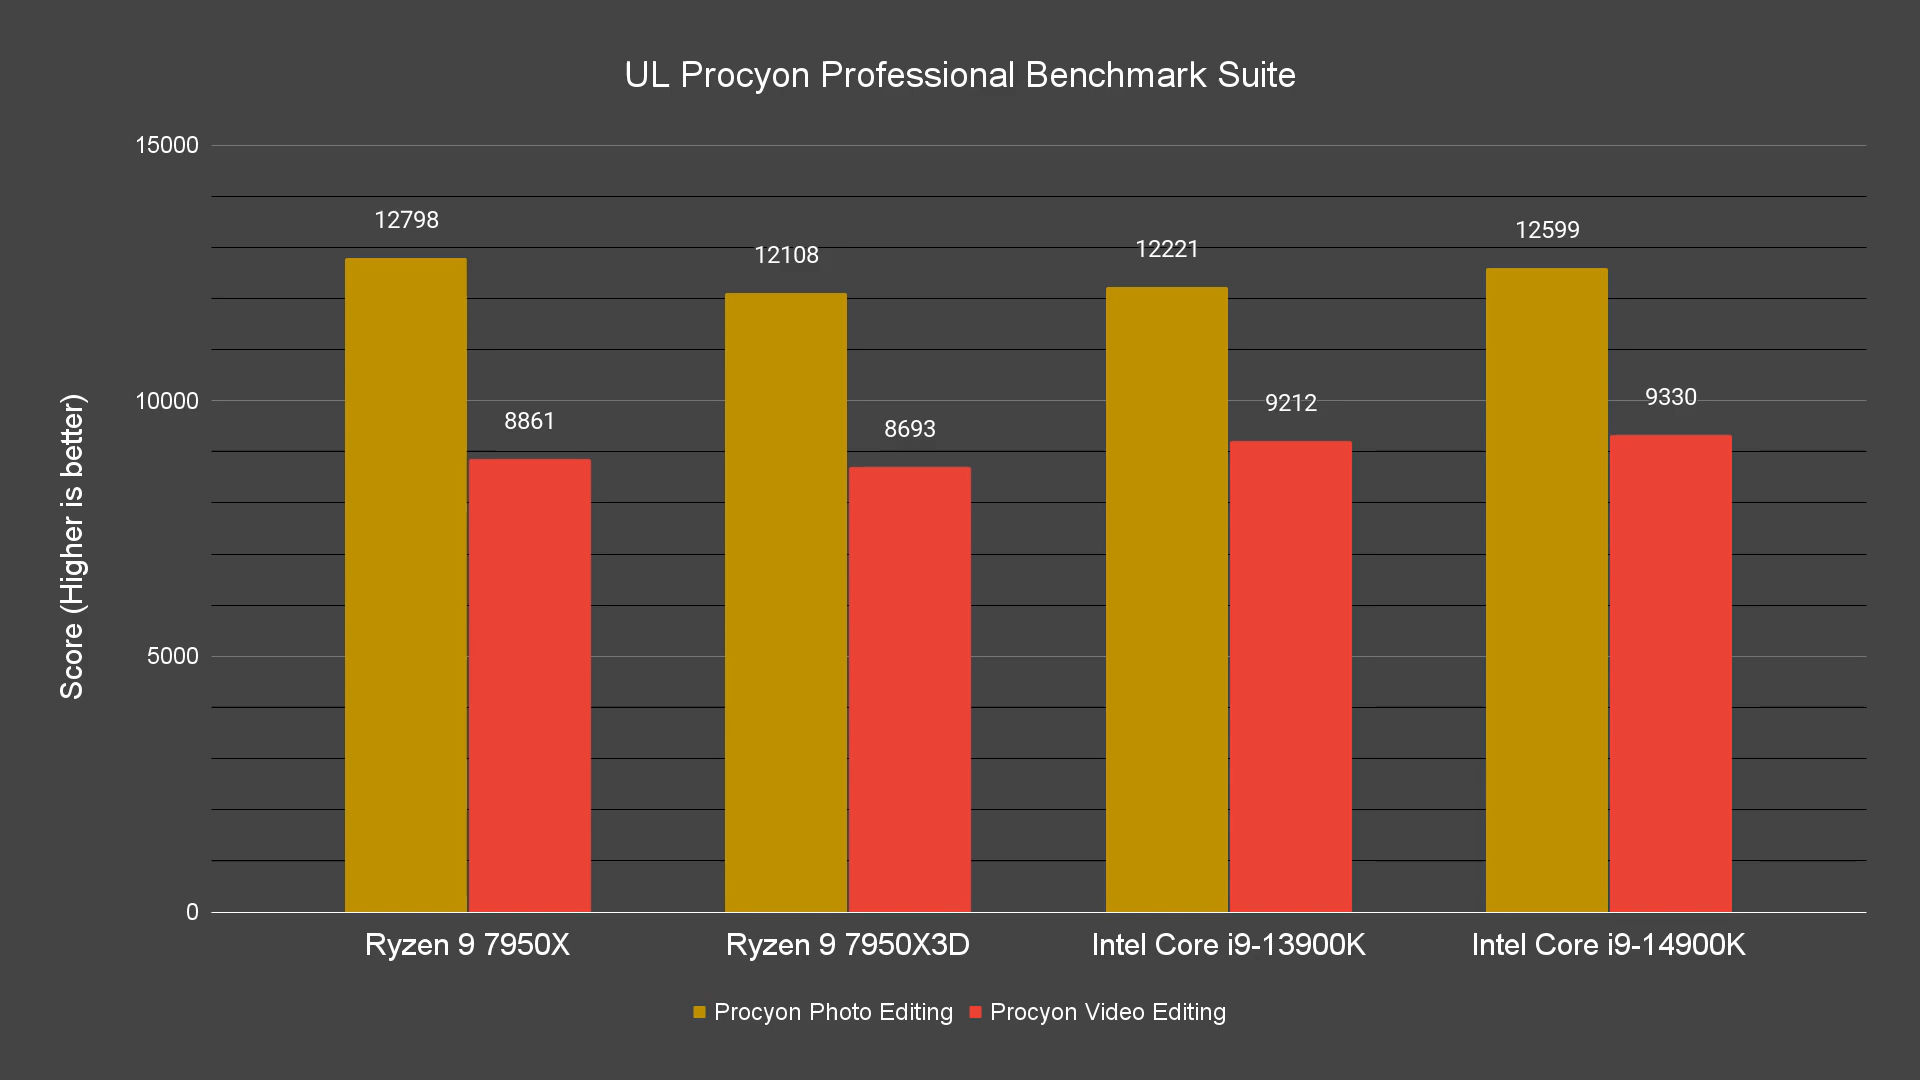 UL Procyon Professional Benchmark Suite
Score (Higher is better)
15000
10000
5000
0
12798
8861
12108
8693
12221
9212
12599
9330
Ryzen 9 7950X
Ryzen 9 7950X3D
Intel Core i9-13900K
Intel Core i9-14900K
Procyon Photo Editing
Procyon Video Editing